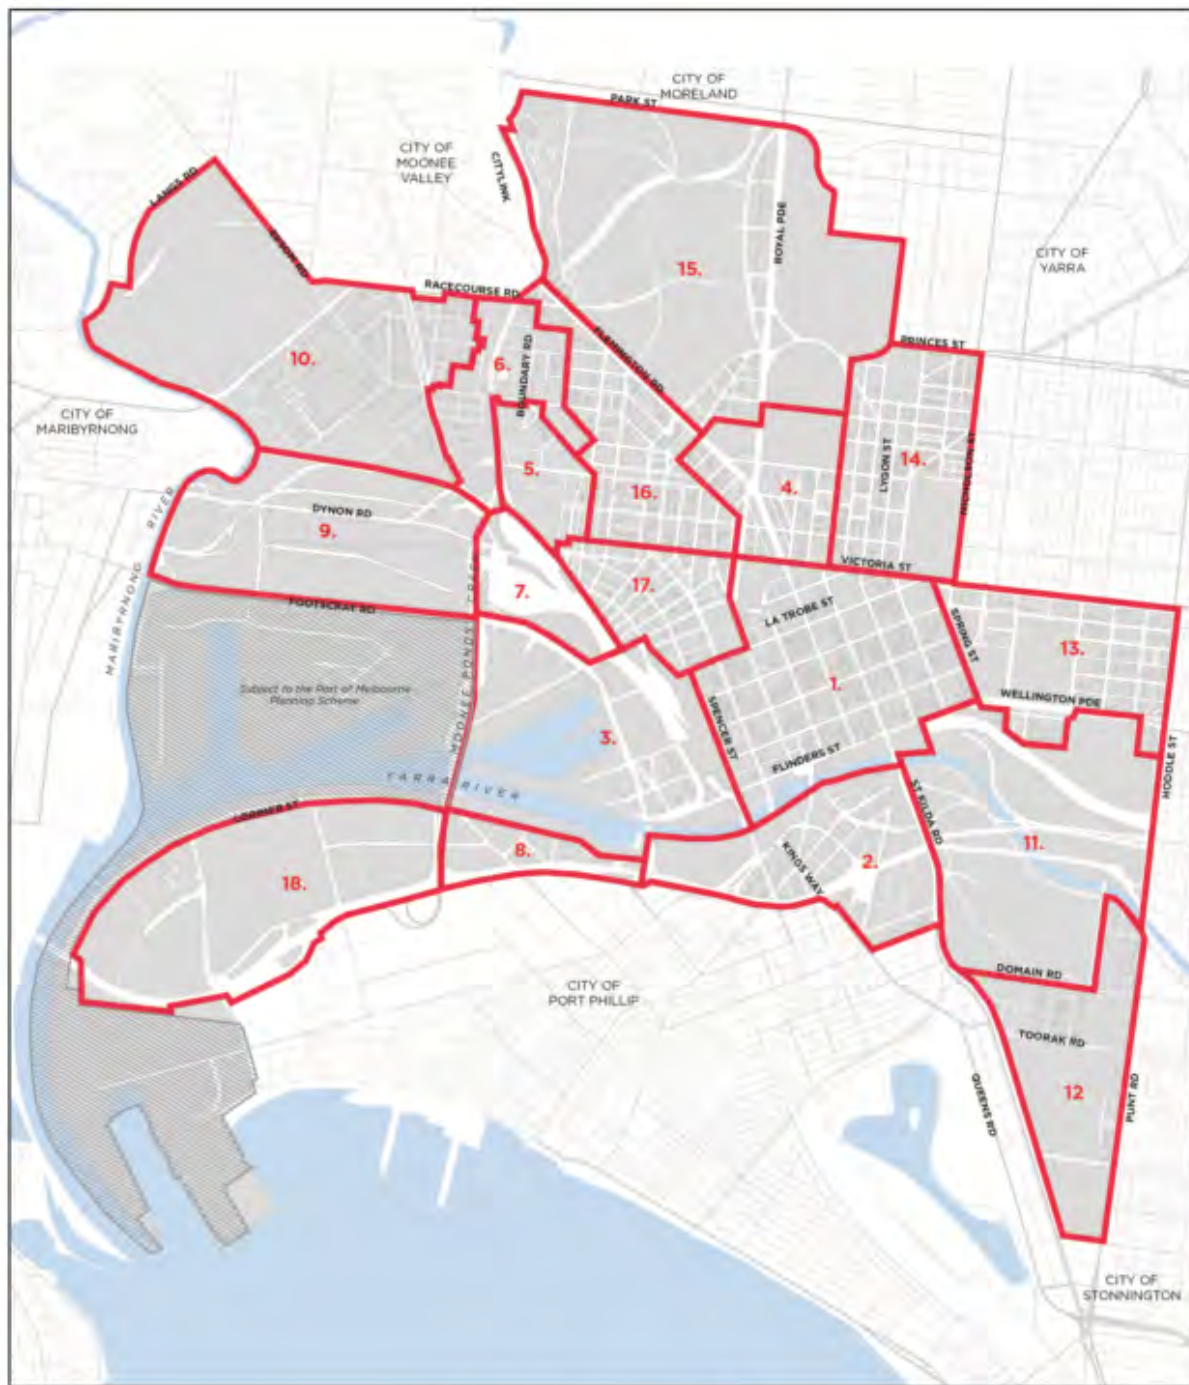 CITY OF
MORELAND
PARK ST
CITY OF
MOONEE
VALLEY
CITYLINK
LANGS RD
EPSOM RD
ROYAL PDE
CITY OF
YARRA
15.
RACECOURSE RD
FLEMINGTON RD
PRINCES ST
10.
6.
BOUNDARY RD
CITY OF
MARIBYRNONG
LYGON ST
14.
NICHOLSON ST
5.
16.
4.
MARIBYRNONG RIVER
DYNON RD
9.
VICTORIA ST
7.
17.
FOOTSCRAY RD
LA TROBE ST
SPRING ST
13.
MOONEE PONDS CREEK
Subject to the Port of Melbourne
Planning Scheme
1.
WELLINGTON PDE
SPENCER ST
3.
FLINDERS ST
HODDLE ST
YARRA RIVER
LORIMER ST
ST KILDA RD
8.
KINGS WAY
2.
11.
18.
DOMAIN RD
CITY OF
PORT PHILLIP
TOORAK RD
12
QUEENS RD
PUNT RD
CITY OF
STONNINGTON